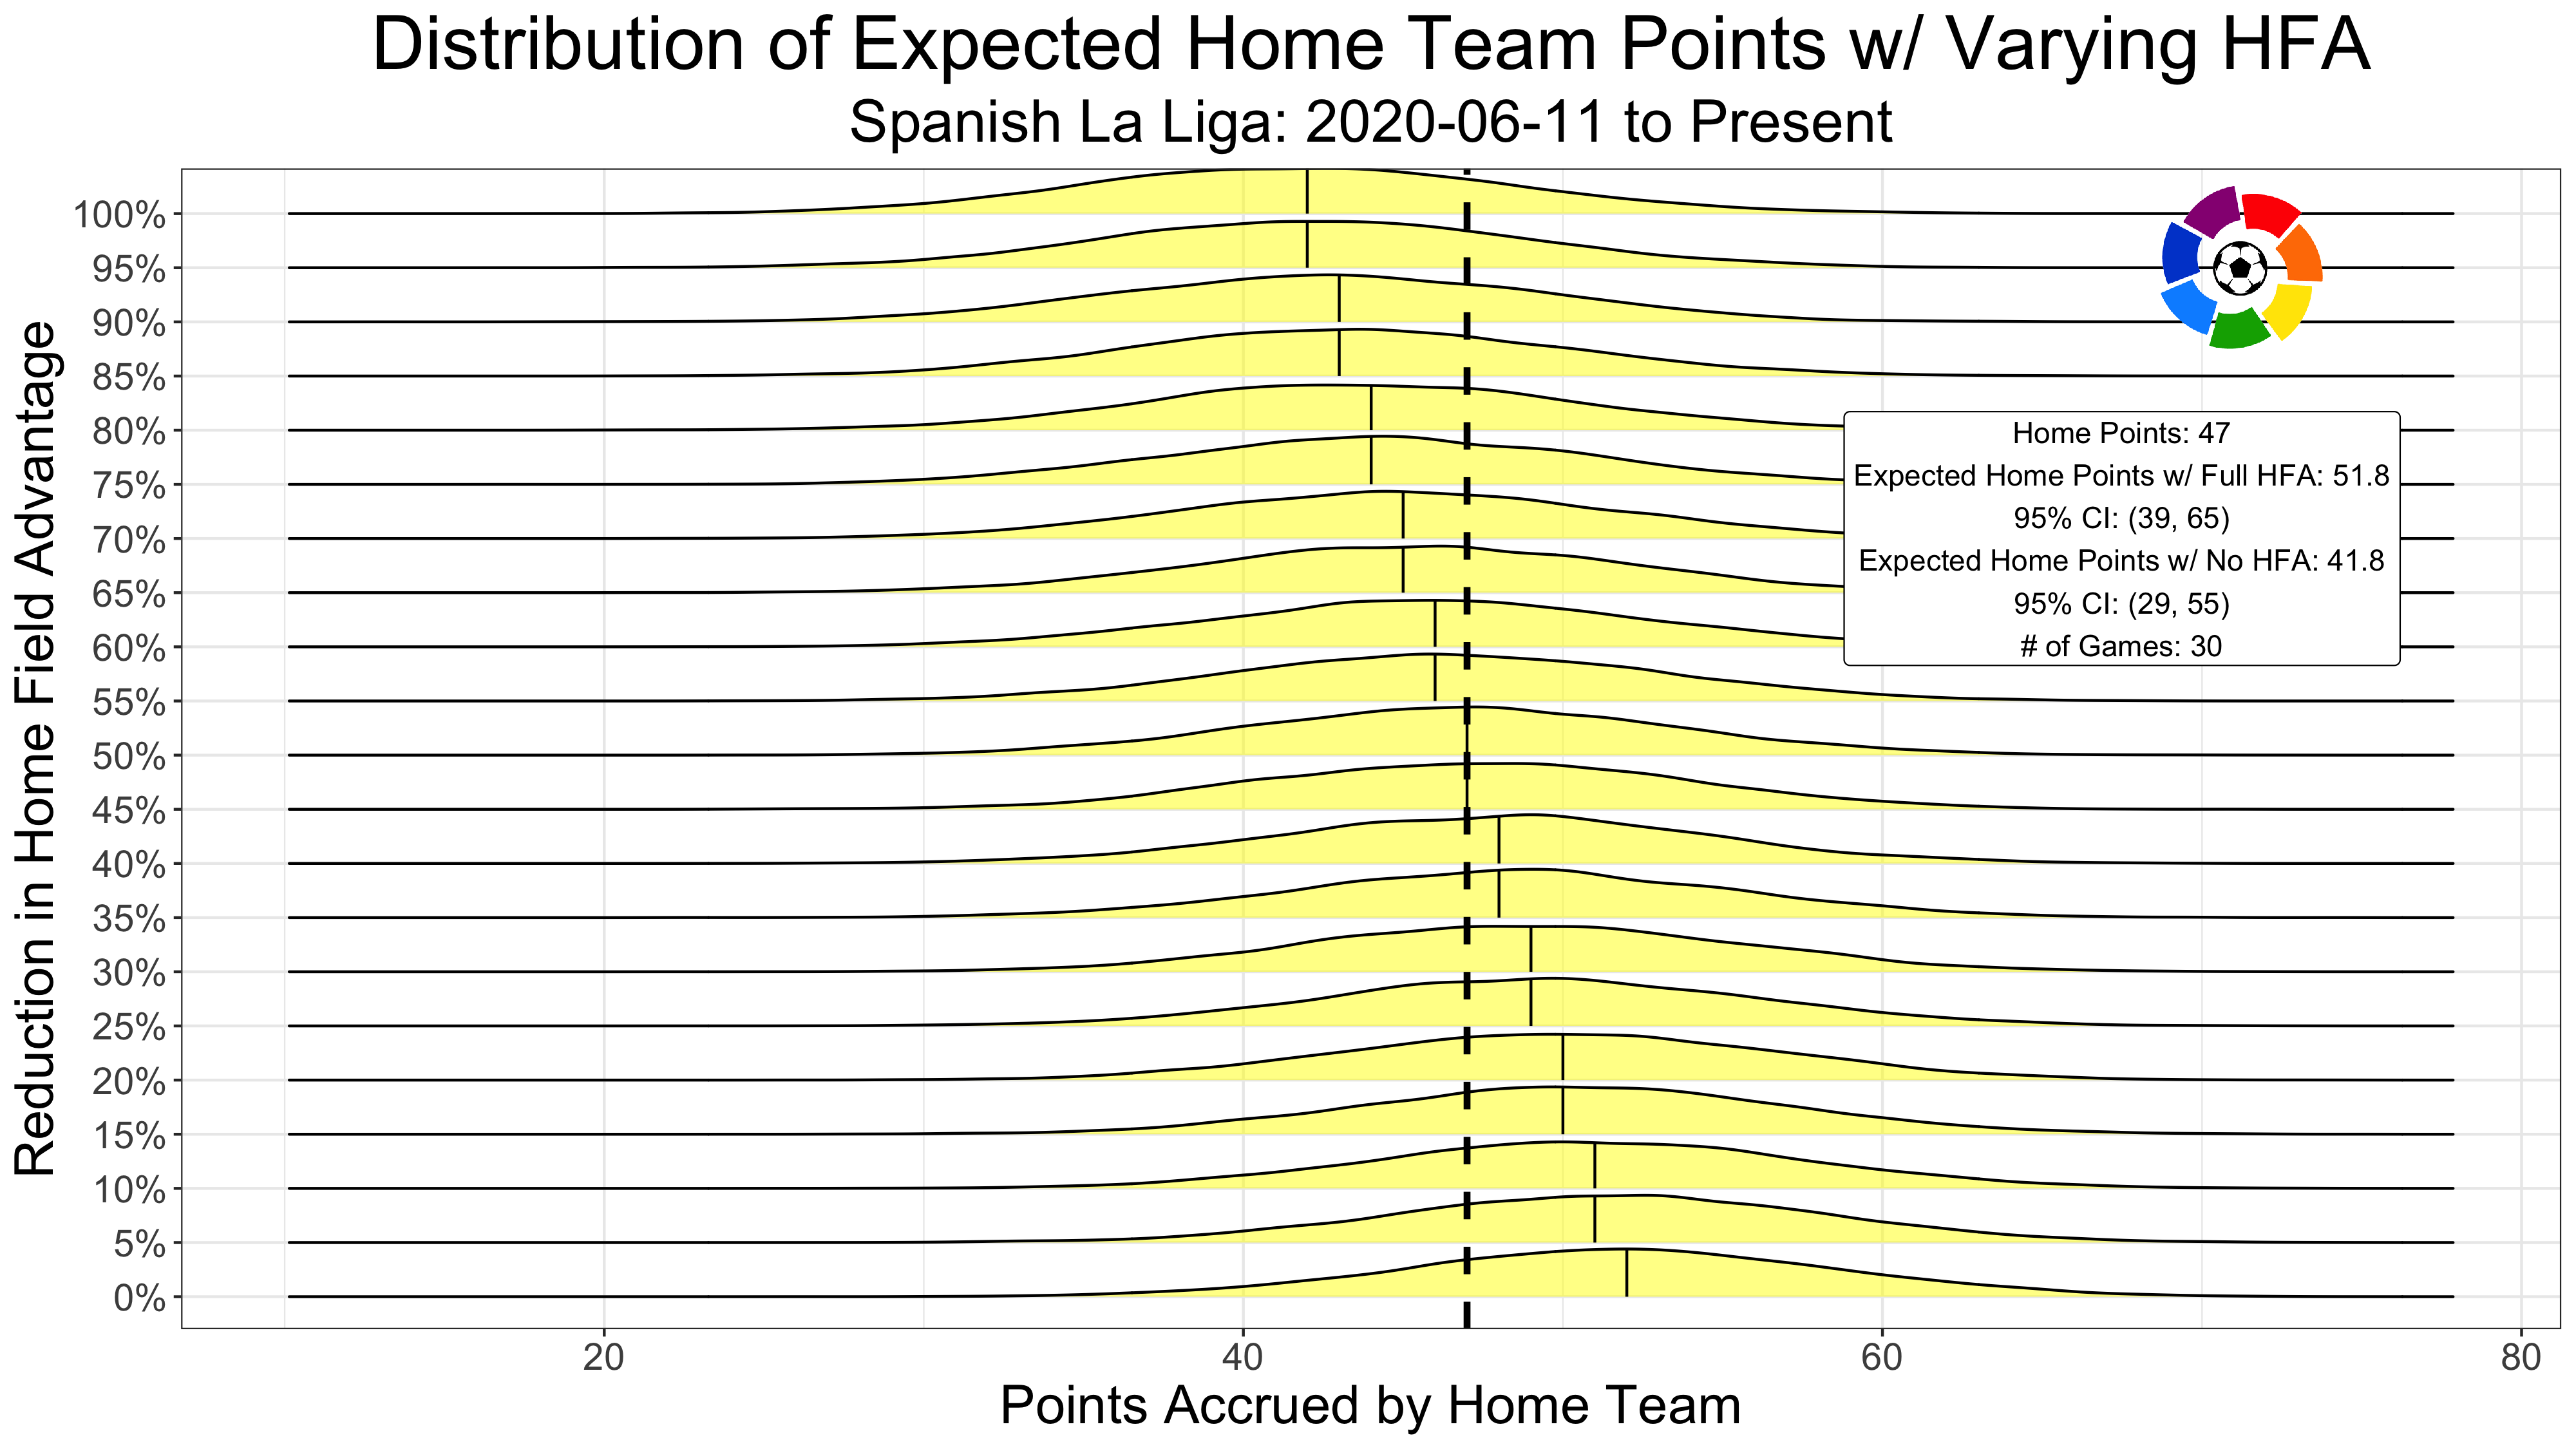 Distribution of Expected Home Team Points w/ Varying HFA
Spanish La Liga: 2020-06-11 to Present
Reduction in Home Field Advantage
100%
95%
90%
85%
80%
75%
70%
65%
60%
55%
50%
45%
40%
35%
30%
25%
20%
15%
10%
5%
0%
Home Points: 47
Expected Home Points w/ Full HFA: 51.8
95% CI: (39, 65)
Expected Home Points w/ No HFA: 41.8
95% CI: (29, 55)
# of Games: 30
20 40 60 80
Points Accrued by Home Team